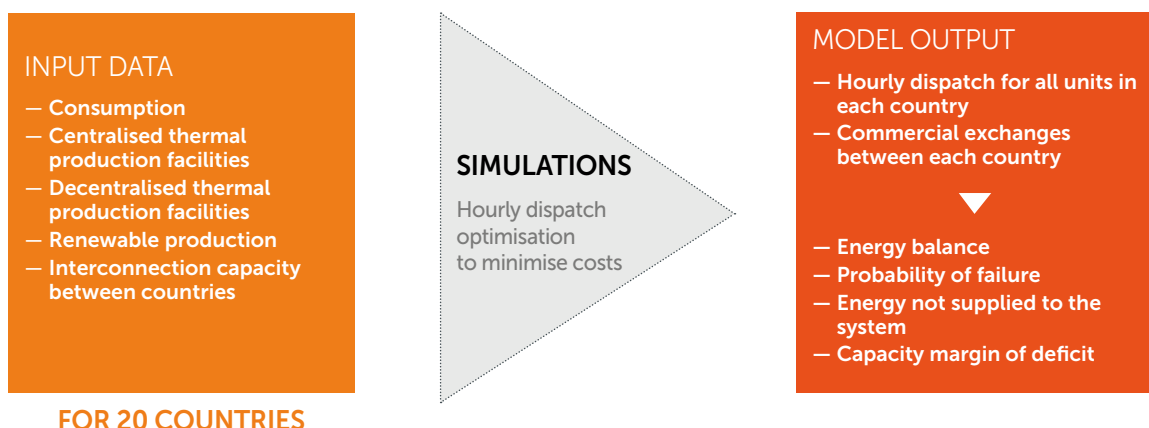 INPUT DATA
— Consumption
— Centralised thermal
production facilities
— Decentralised thermal
production facilities
— Renewable production
— Interconnection capacity
between countries
FOR 20 COUNTRIES
SIMULATIONS
Hourly dispatch
optimisation
to minimise costs
MODEL OUTPUT
— Hourly dispatch for all units in
each country
— Commercial exchanges
between each country
— Energy balance
— Probability of failure
— Energy not supplied to the
system
— Capacity margin of deficit